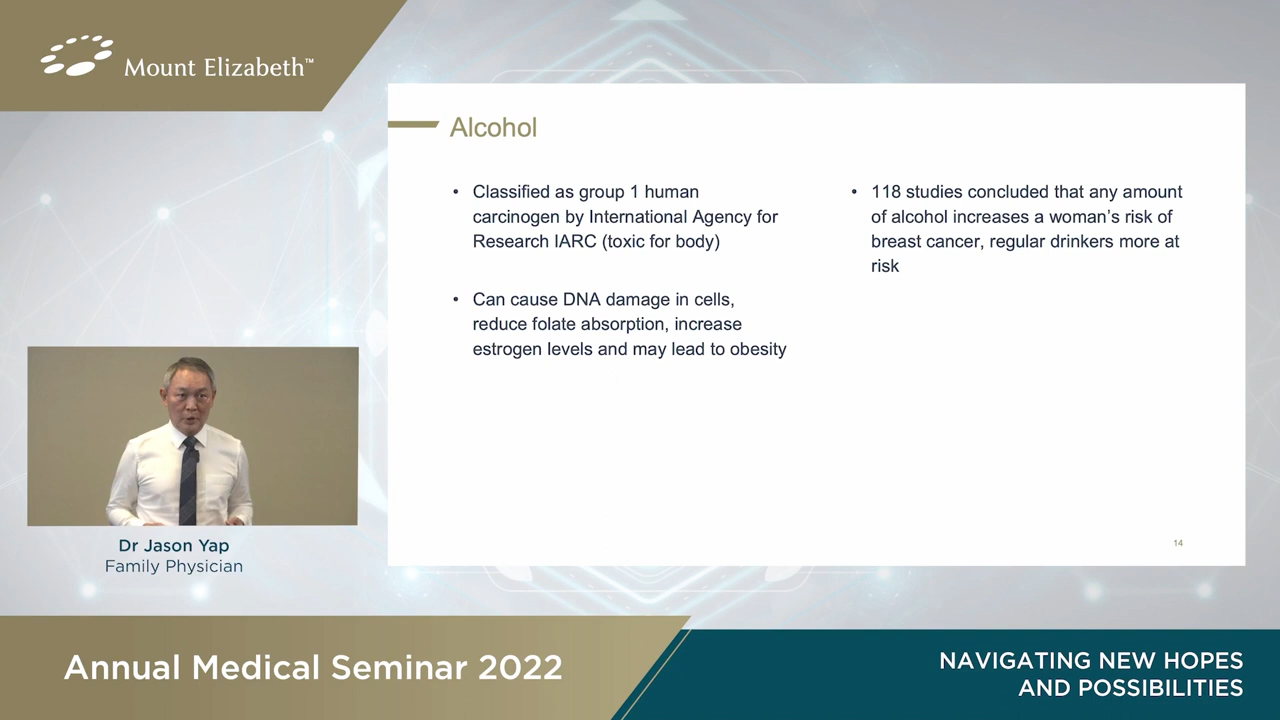 Mount Elizabeth™
Alcohol
• Classified as group 1 human
carcinogen by International Agency for
Research IARC (toxic for body)
• Can cause DNA damage in cells,
reduce folate absorption, increase
estrogen levels and may lead to obesity
• 118 studies concluded that any amount
of alcohol increases a woman’s risk of
breast cancer, regular drinkers more at
risk
14
Dr Jason Yap
Family Physician
Annual Medical Seminar 2022
NAVIGATING NEW HOPES
AND POSSIBILITIES